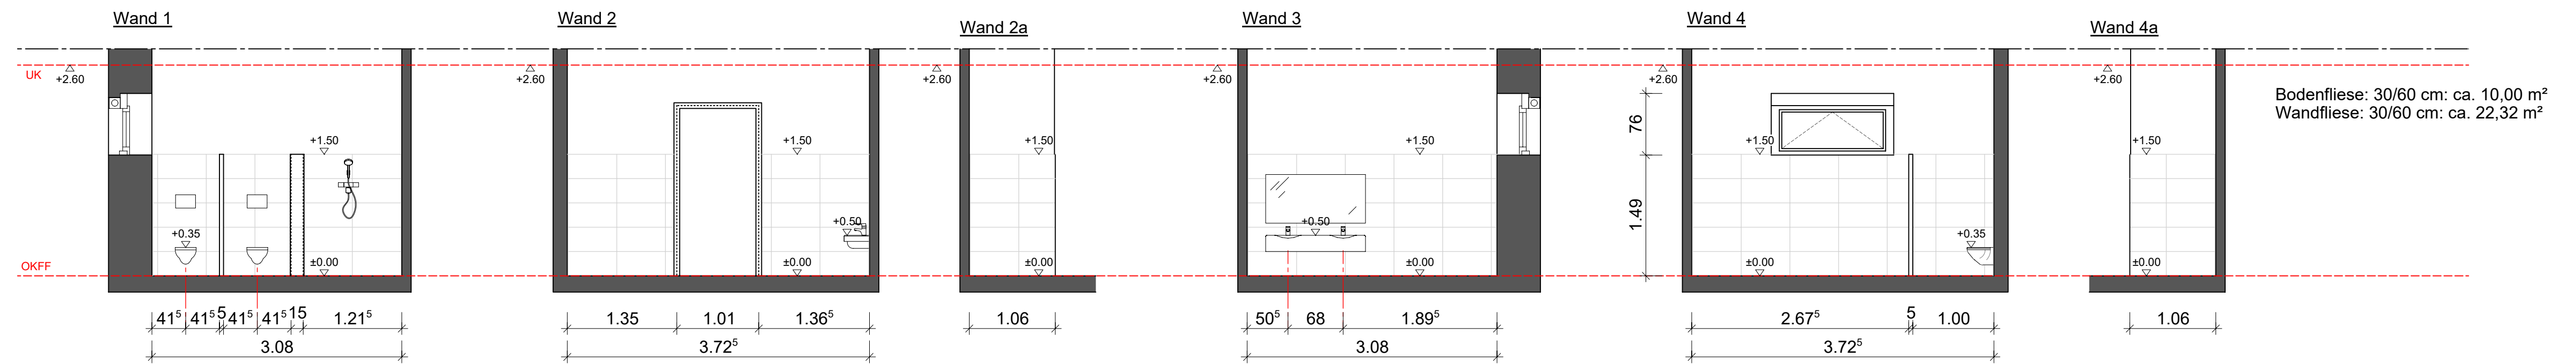 Wand 1
Wand 2
Wand 2a
Wand 3
Wand 4
Wand 4a
UK
+2.60
+2.60
+2.60
+2.60
+2.60
+2.60
Bodenfliese: 30/60 cm: ca. 10,00 m²
Wandfliese: 30/60 cm: ca. 22,32 m²
76
+1.50
+1.50
+1.50
+1.50
+1.50
+1.50
1.49
+0.35
+0.50
+0.50
+0.35
OKFF
±0.00
±0.00
±0.00
±0.00
±0.00
±0.00
41⁵ 41⁵ 5 41⁵ 41⁵ 15 1.21⁵
3.08
1.35 1.01 1.36⁵
3.72⁵
1.06
50⁵ 68 1.89⁵
3.08
2.67⁵ 5 1.00
3.72⁵
1.06